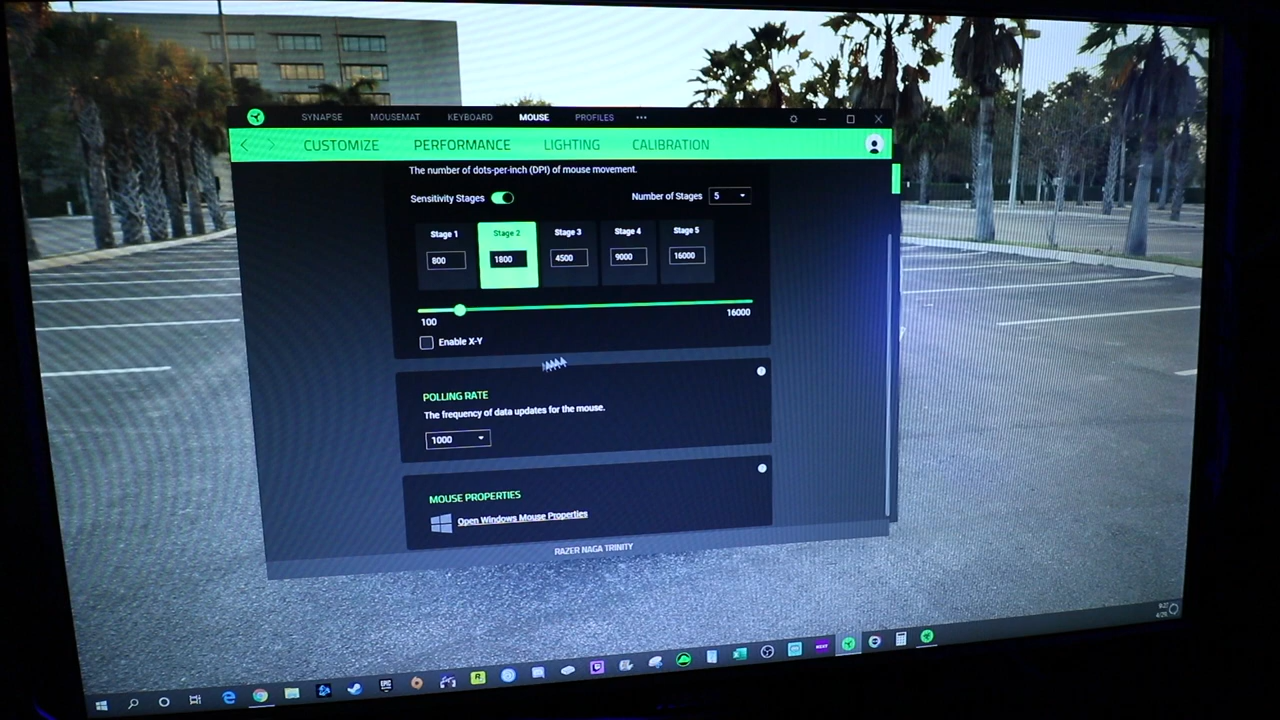 SYNAPSE MOUSEMAT KEYBOARD MOUSE PROFILES •••
CUSTOMIZE PERFORMANCE LIGHTING CALIBRATION
The number of dots-per-inch (DPI) of mouse movement.
Sensitivity Stages Number of Stages 5
Stage 1 Stage 2 Stage 3 Stage 4 Stage 5
800 1800 4500 9000 16000
100 16000
Enable X-Y
POLLING RATE
The frequency of data updates for the mouse.
1000
MOUSE PROPERTIES
Open Windows Mouse Properties
RAZER NAGA TRINITY
EPIC